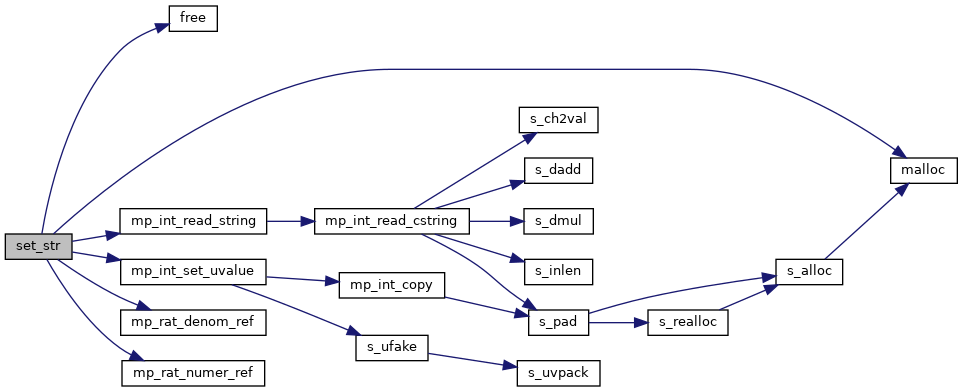 free
s_ch2val
s_dadd
malloc
mp_int_read_string
mp_int_read_cstring
s_dmul
set_str
mp_int_set_uvalue
s_inlen
s_alloc
mp_int_copy
mp_rat_denom_ref
s_pad
s_realloc
s_ufake
mp_rat_numer_ref
s_uvpack